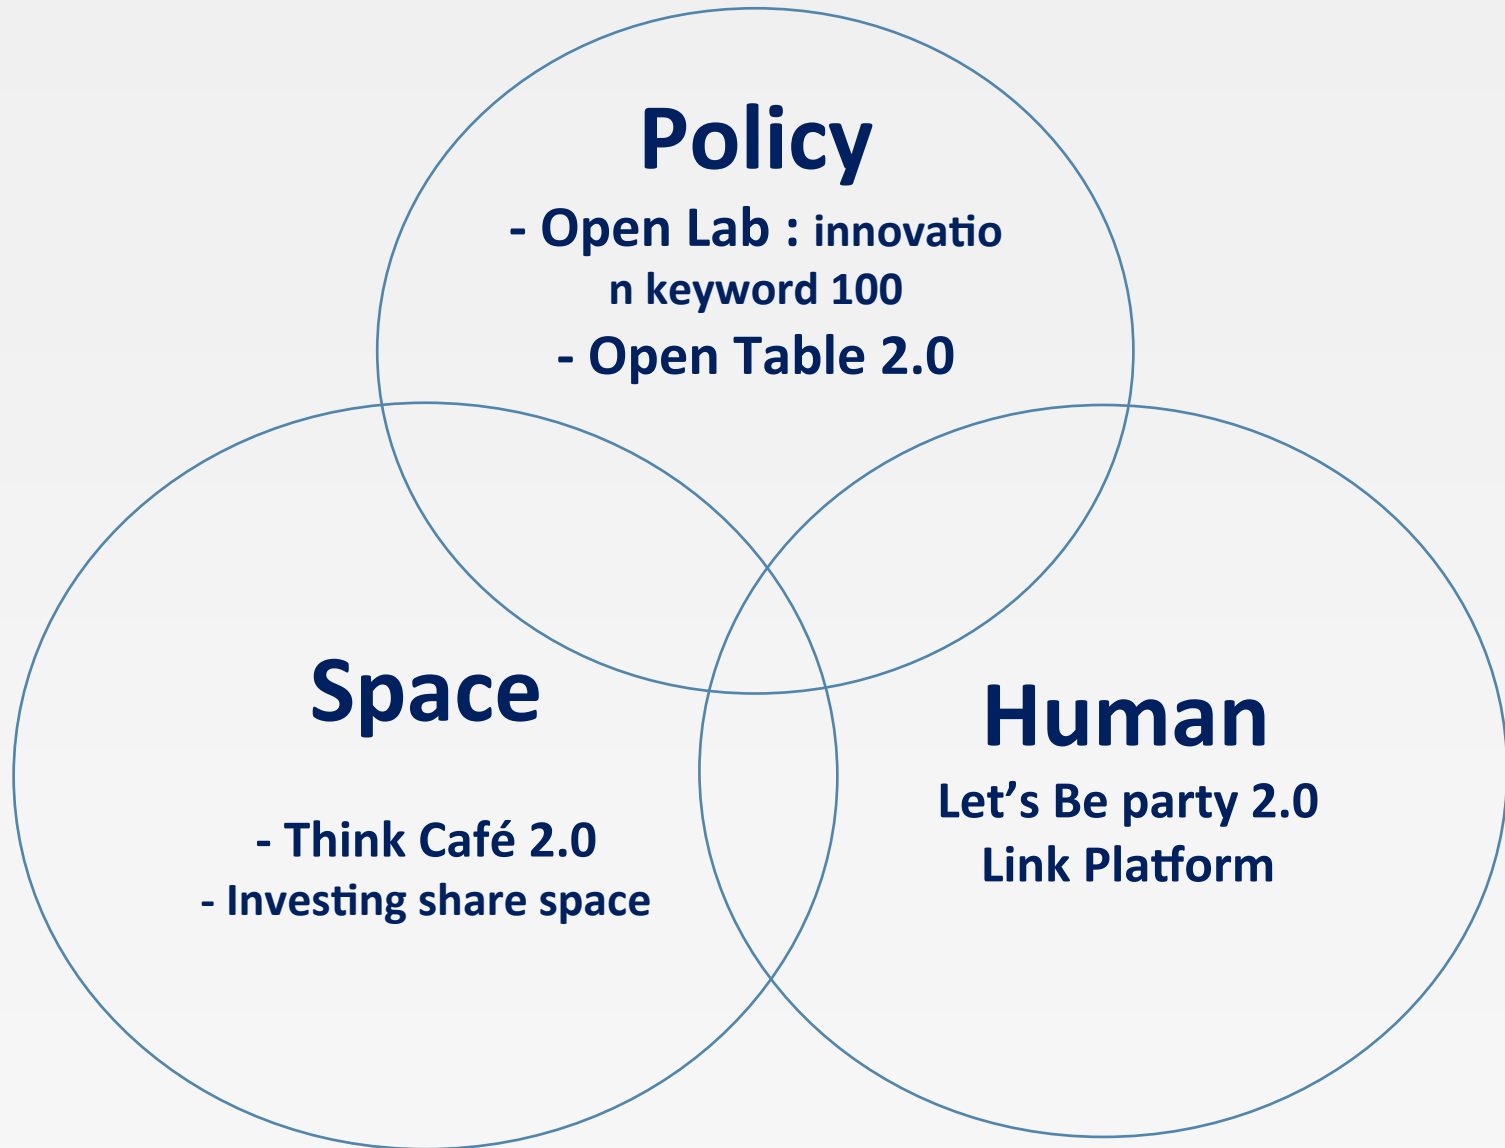 Policy
- Open Lab : innovatio
n keyword 100
- Open Table 2.0
Space
- Think Café 2.0
- Investing share space
Human
Let’s Be party 2.0
Link Platform